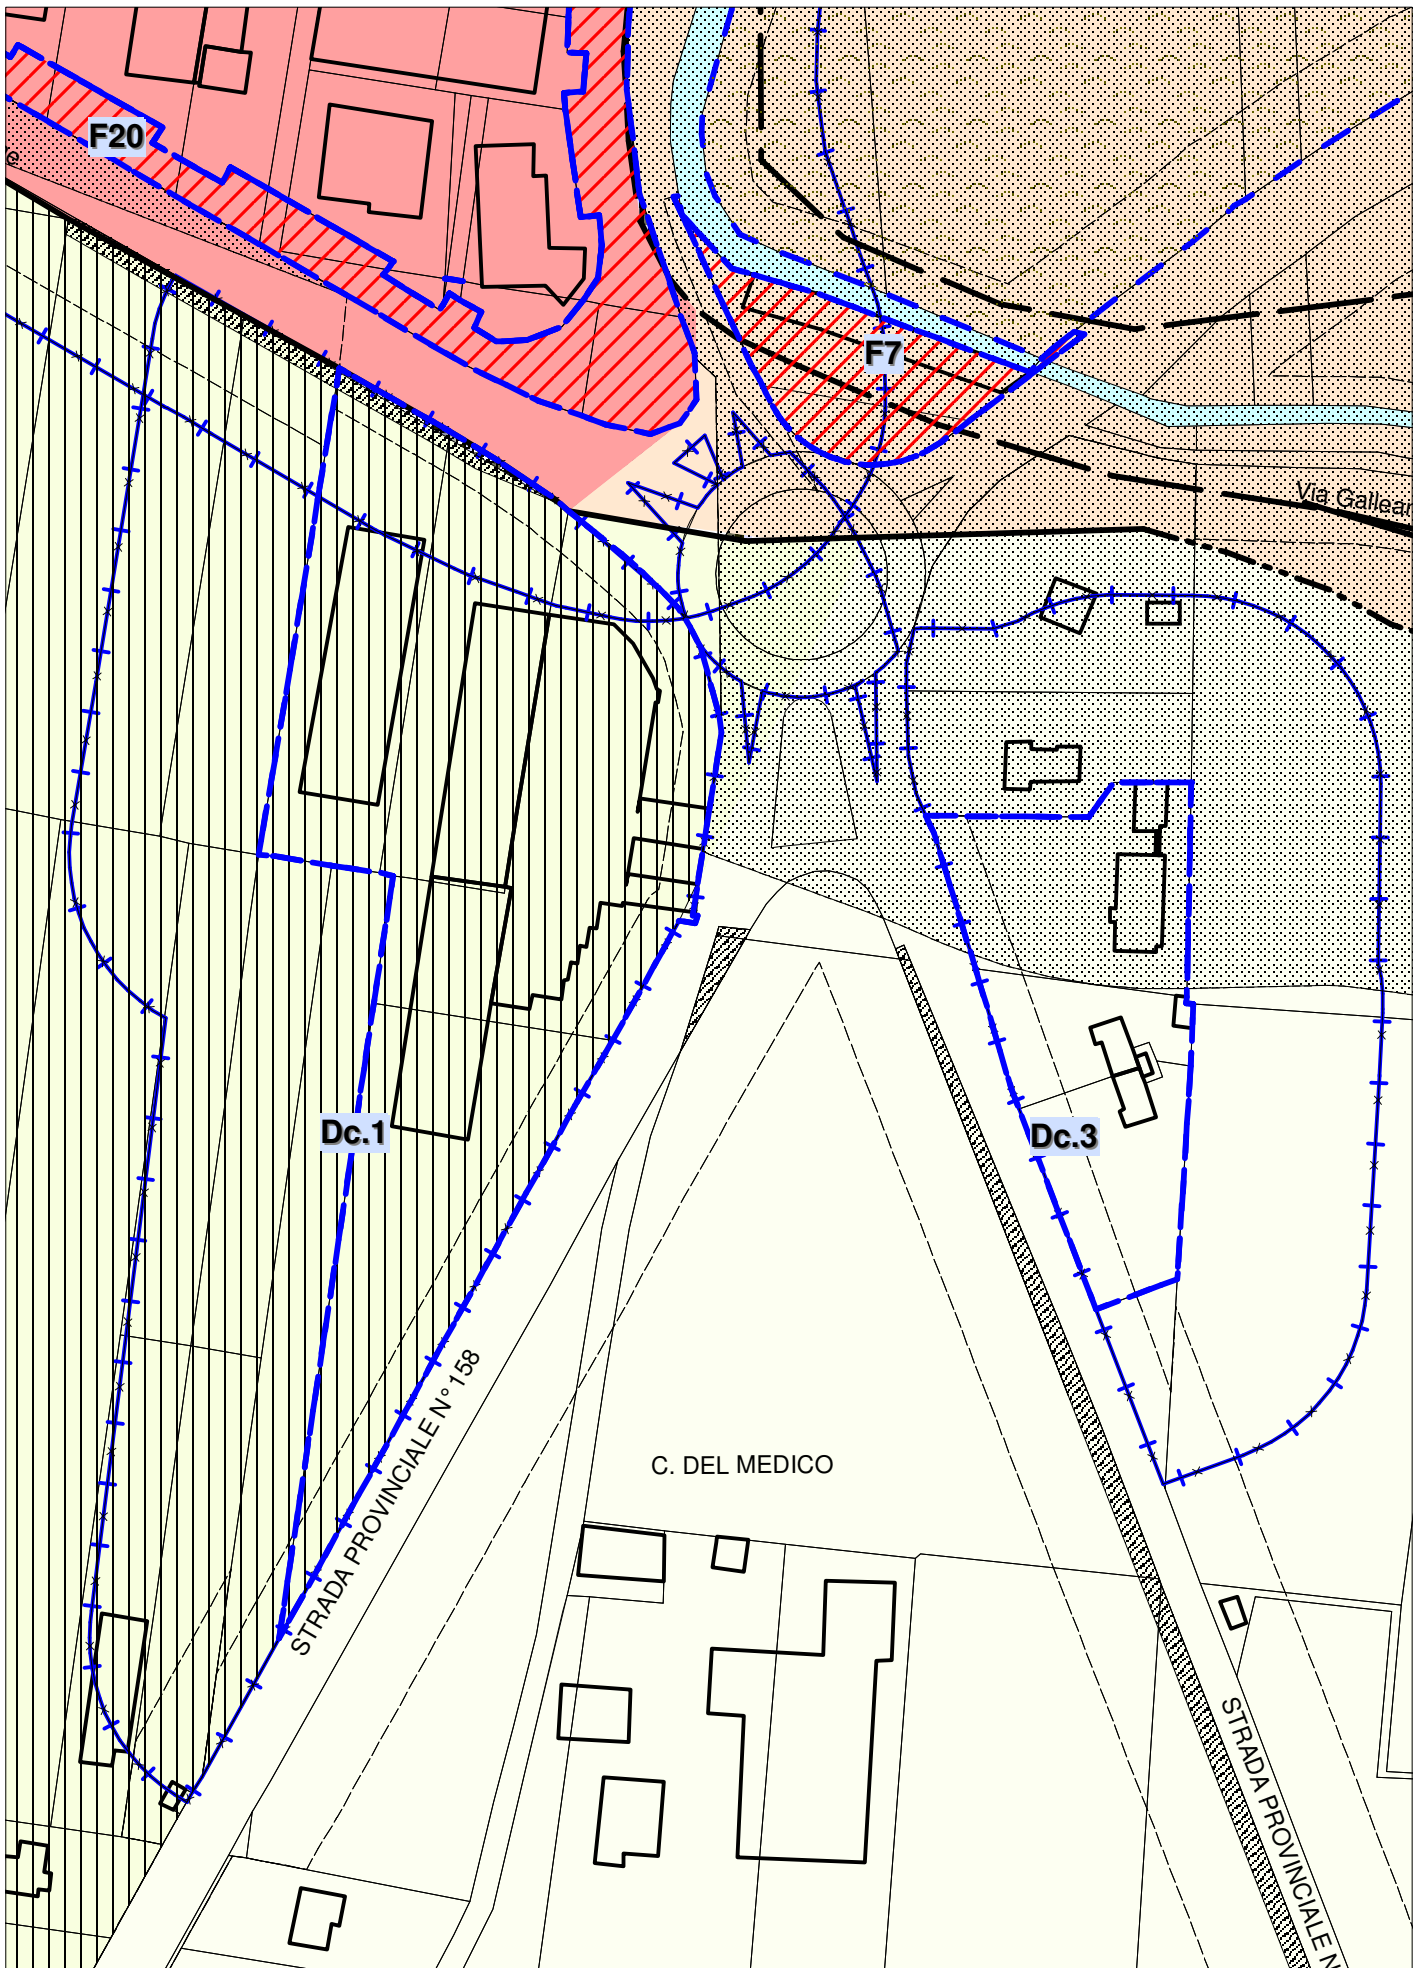 F20
F7
Via Gallear
Dc.1
Dc.3
STRADA PROVINCIALE N° 158
C. DEL MEDICO
STRADA PROVINCIALE N